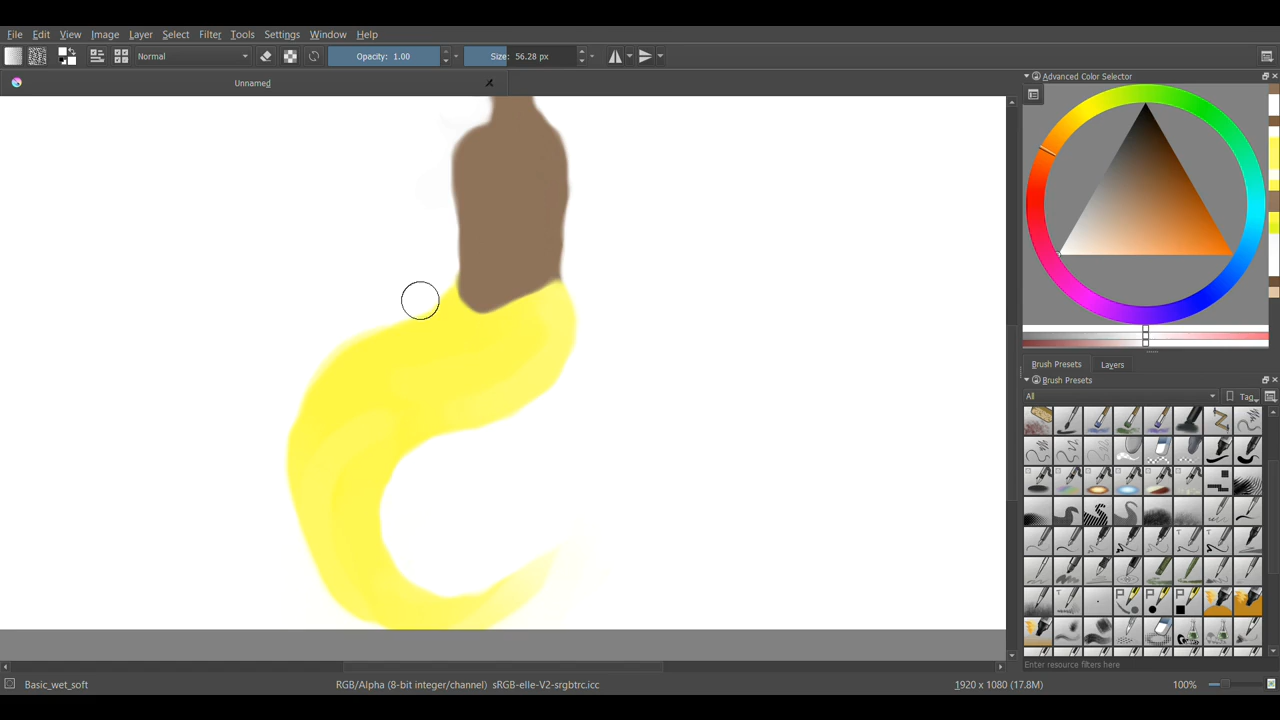 File Edit View Image Layer Select Filter Tools Settings Window Help
Normal Opacity: 1.00 Size: 56.28 px
Unnamed
Advanced Color Selector
Brush Presets Layers
Brush Presets
All Tag
Enter resource filters here
Basic_wet_soft RGB/Alpha (8-bit integer/channel) sRGB-elle-V2-srgbtrc.icc 1920 x 1080 (17.8M) 100%